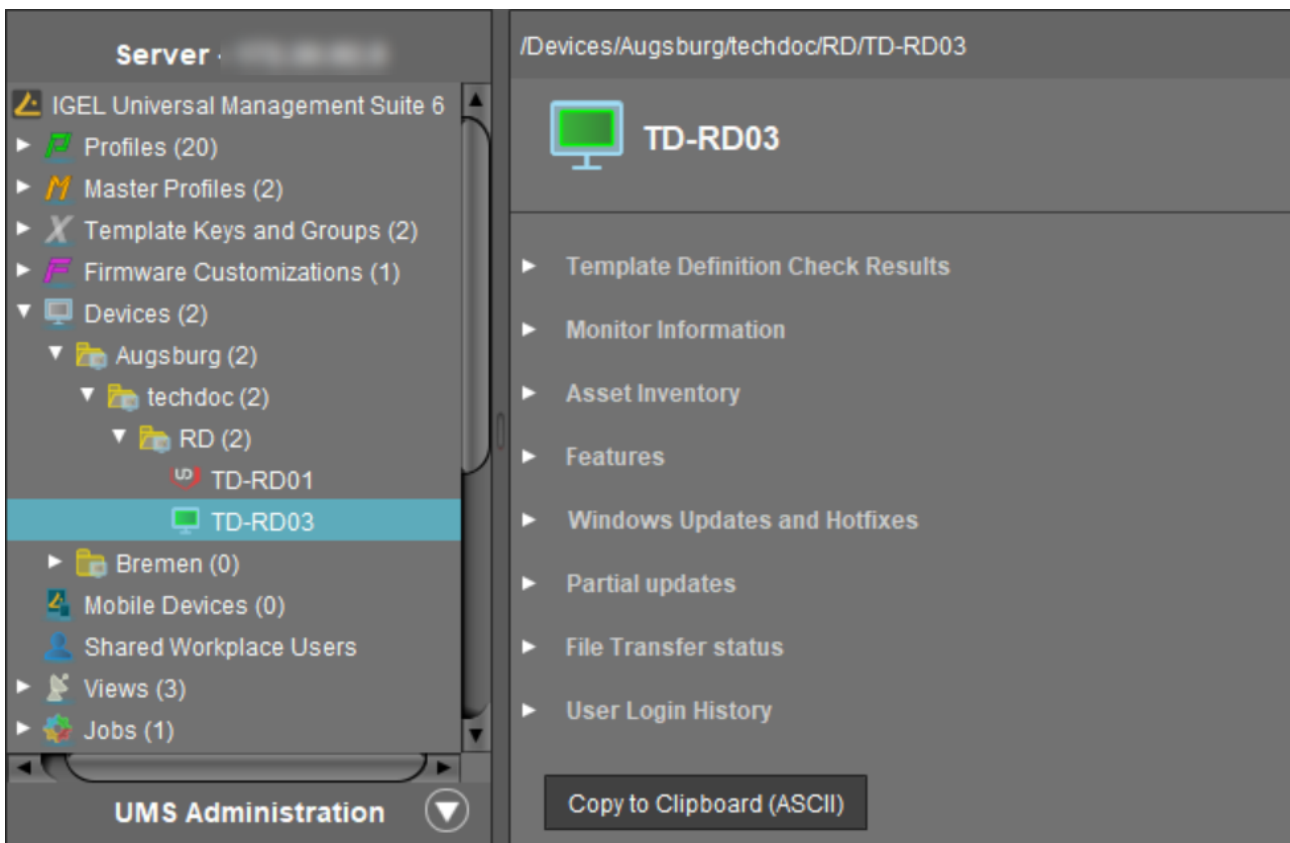 Server -
IGEL Universal Management Suite 6
Profiles (20)
Master Profiles (2)
Template Keys and Groups (2)
Firmware Customizations (1)
Devices (2)
Augsburg (2)
techdoc (2)
RD (2)
TD-RD01
TD-RD03
Bremen (0)
Mobile Devices (0)
Shared Workplace Users
Views (3)
Jobs (1)
UMS Administration
/Devices/Augsburg/techdoc/RD/TD-RD03
TD-RD03
Template Definition Check Results
Monitor Information
Asset Inventory
Features
Windows Updates and Hotfixes
Partial updates
File Transfer status
User Login History
Copy to Clipboard (ASCII)